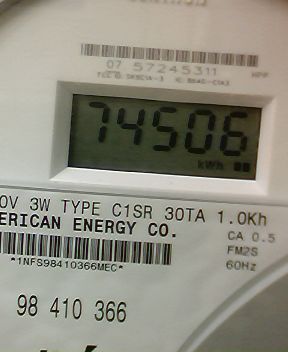 07 57245311
74506
kWh
0V 3W TYPE C1SR 30TA 1.0Kh
ERICAN ENERGY CO.
CA 0.5
FM2S
60Hz
*1NFS98410366MEC*
98 410 366